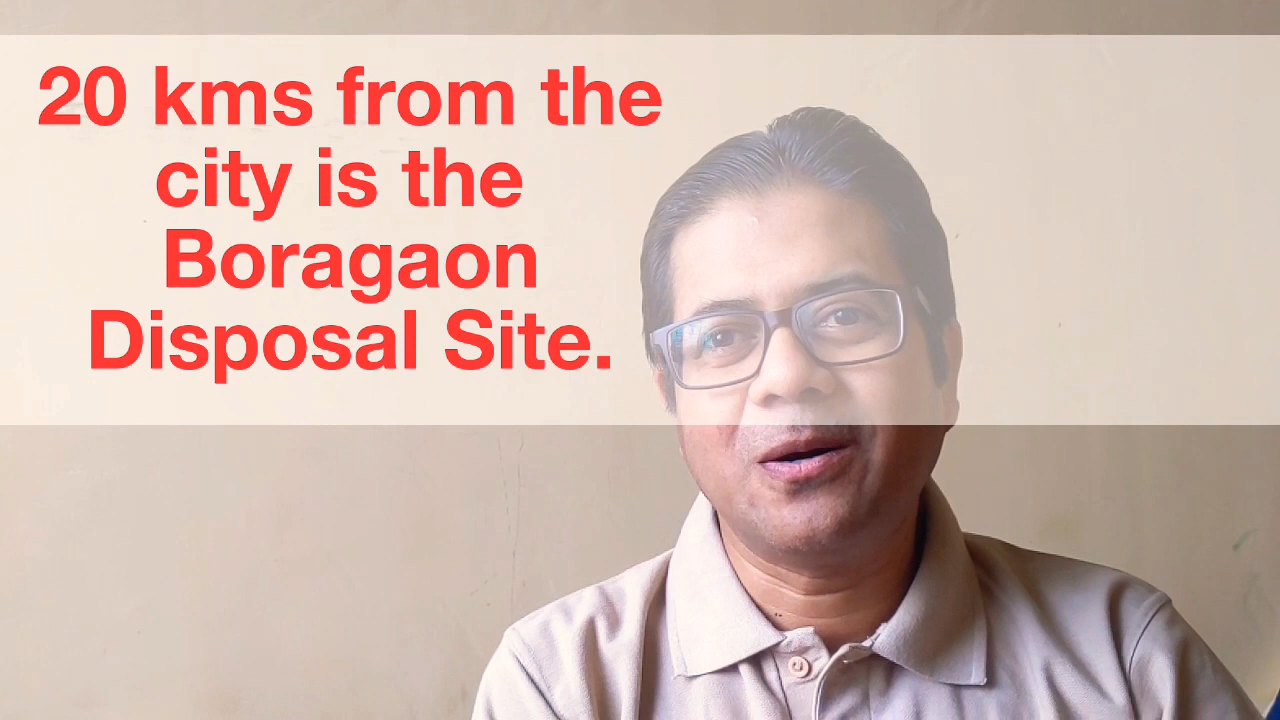 20 kms from the
city is the
Boragaon
Disposal Site.